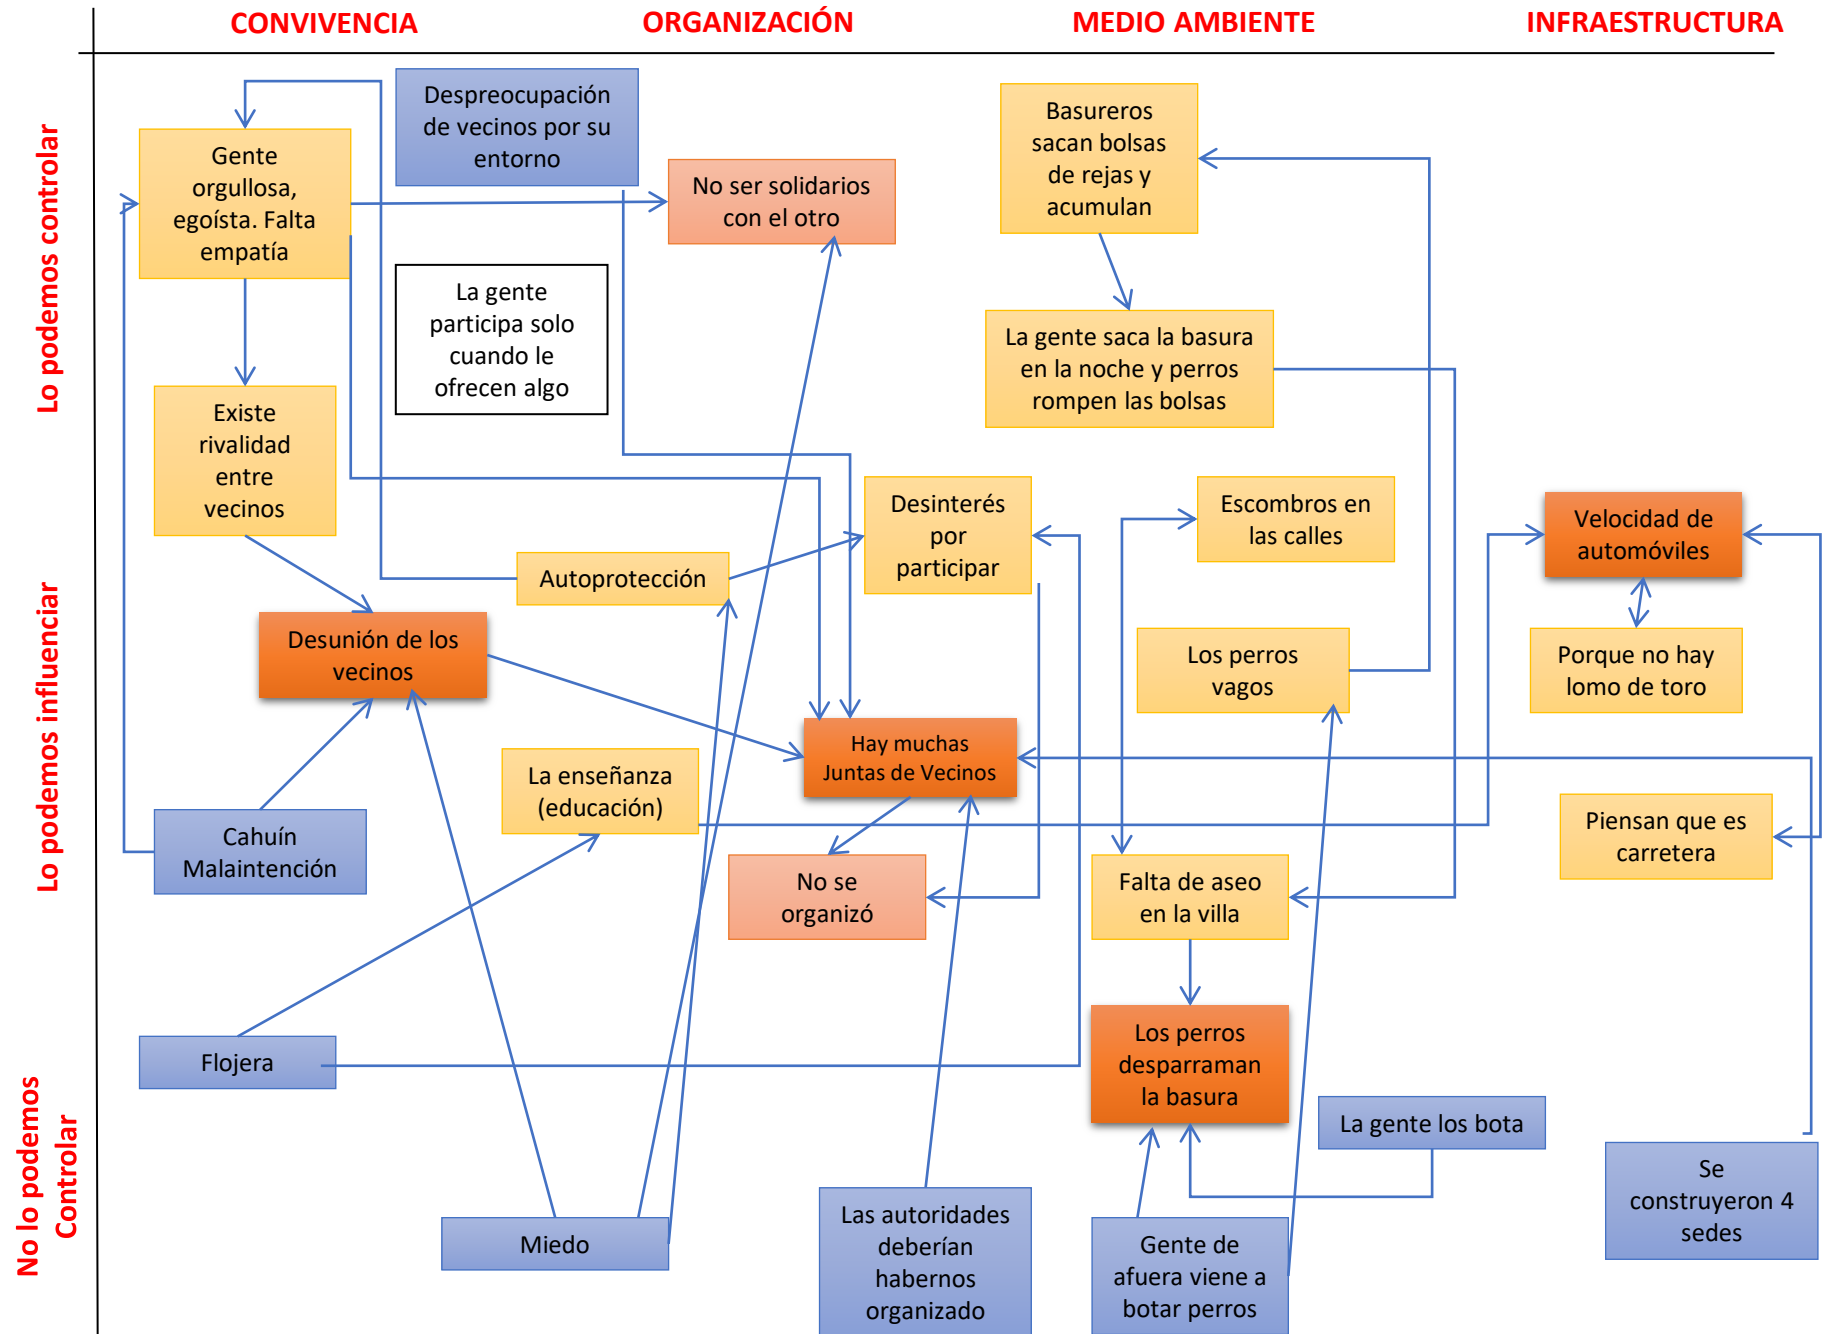 CONVIVENCIA
ORGANIZACIÓN
MEDIO AMBIENTE
INFRAESTRUCTURA
Lo podemos controlar
Despreocupación
de vecinos por su
entorno
Basureros
sacan bolsas
de rejas y
acumulan
Gente
orgullosa,
egoísta. Falta
empatía
No ser solidarios
con el otro
La gente
participa solo
cuando le
ofrecen algo
La gente saca la basura
en la noche y perros
rompen las bolsas
Existe
rivalidad
entre
vecinos
Lo podemos influenciar
Desinterés
por
participar
Escombros en
las calles
Velocidad de
automóviles
Autoprotección
Desunión de los
vecinos
Los perros
vagos
Porque no hay
lomo de toro
Hay muchas
Juntas de Vecinos
La enseñanza
(educación)
Cahuín
Malaintención
Piensan que es
carretera
No se
organizó
Falta de aseo
en la villa
No lo podemos
Controlar
Flojera
Los perros
desparraman
la basura
La gente los bota
Se
construyeron 4
sedes
Miedo
Las autoridades
deberían
habernos
organizado
Gente de
afuera viene a
botar perros